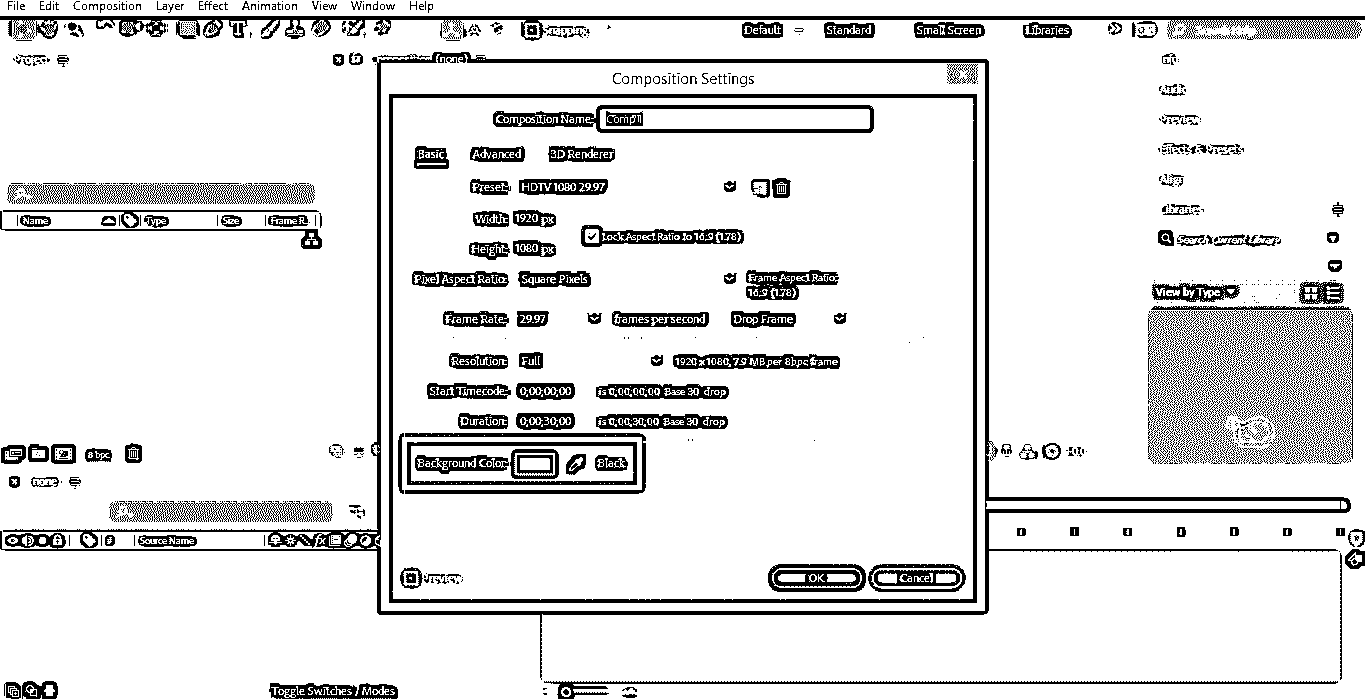 File Edit Composition Layer Effect Animation View Window Help
Snapping Default Standard Small Screen Libraries
Project (none) Info
Composition Settings
Audio
Composition Name: Comp 1
Preview
Basic Advanced 3D Renderer
Effects & Presets
Preset: HDTV 1080 29.97
Align
Libraries
Width: 1920 px
Name Type Size Frame R...
Lock Aspect Ratio to 16:9 (1.78)
Search Current Library
Height: 1080 px
Pixel Aspect Ratio: Square Pixels Frame Aspect Ratio:
16:9 (1.78)
View by Type
Frame Rate: 29.97 frames per second Drop Frame
Resolution: Full 1920 x 1080, 7.9 MB per 8bpc frame
Start Timecode: 0;00;00;00 is 0;00;00;00 Base 30 drop
Duration: 0;00;30;00 is 0;00;30;00 Base 30 drop
8 bpc
Background Color: Black
(none)
# Source Name fx
Preview OK Cancel
Toggle Switches / Modes